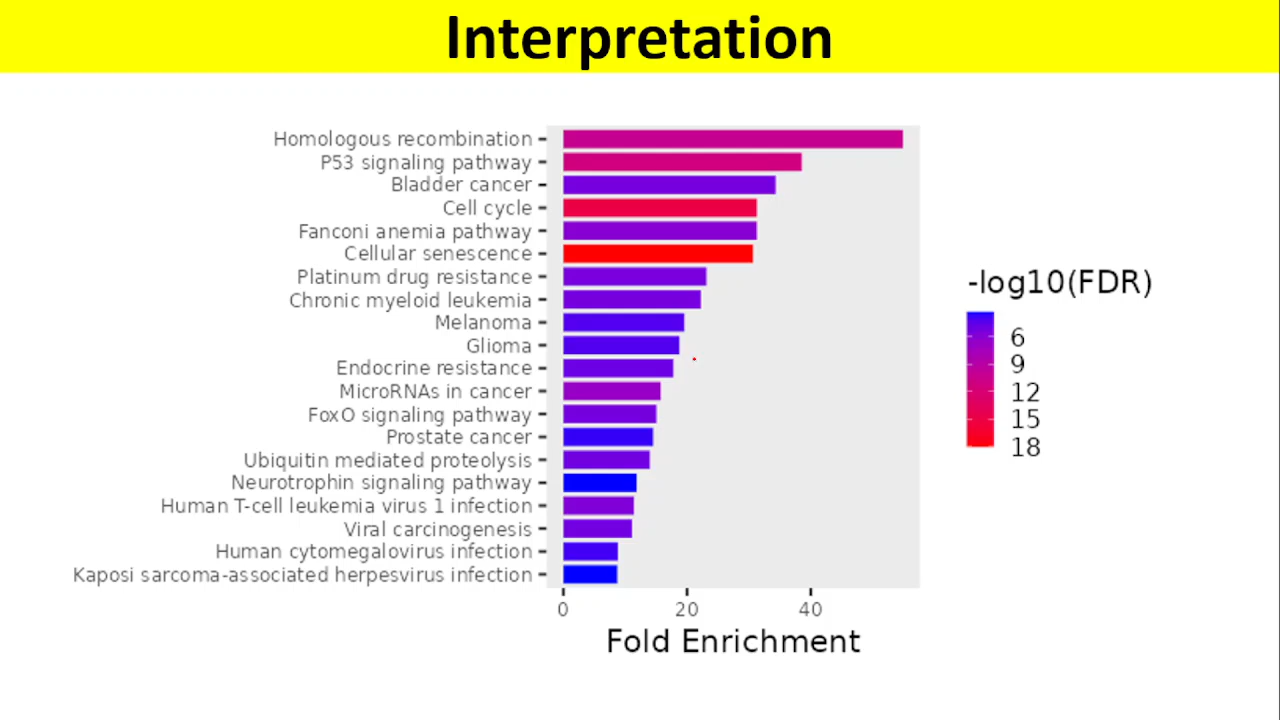 Interpretation
Homologous recombination
P53 signaling pathway
Bladder cancer
Cell cycle
Fanconi anemia pathway
Cellular senescence
Platinum drug resistance
Chronic myeloid leukemia
Melanoma
Glioma
Endocrine resistance
MicroRNAs in cancer
FoxO signaling pathway
Prostate cancer
Ubiquitin mediated proteolysis
Neurotrophin signaling pathway
Human T-cell leukemia virus 1 infection
Viral carcinogenesis
Human cytomegalovirus infection
Kaposi sarcoma-associated herpesvirus infection
0 20 40
Fold Enrichment
-log10(FDR)
6
9
12
15
18